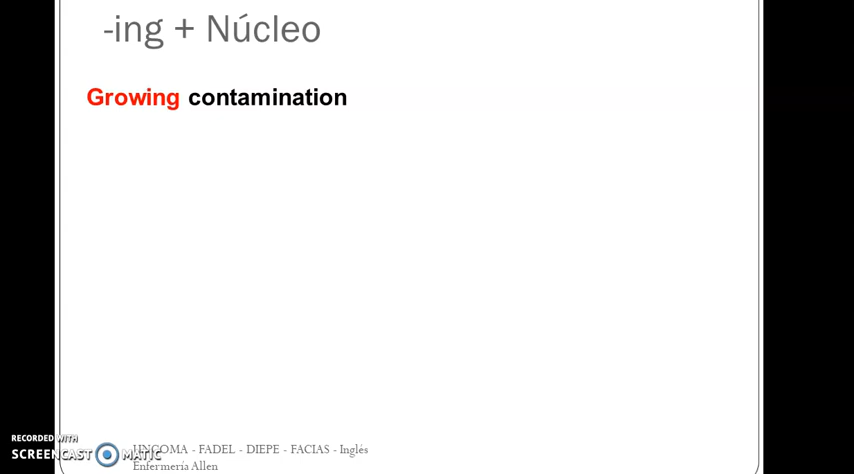 -ing + Núcleo
Growing contamination
RECORDED WITH
SCREENCAST MATIC
UNCOMA - FADEL - DIEPE - FACIAS - Inglés
Enfermería Allen